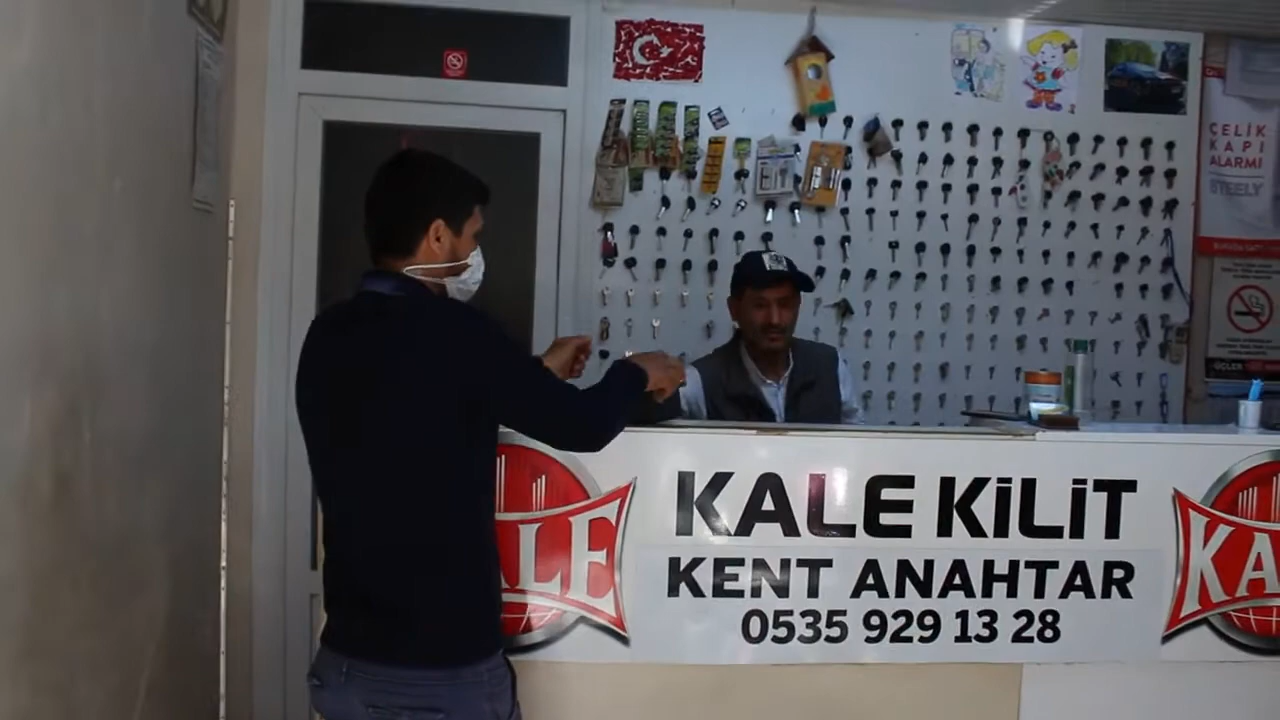 ÇELİK
KAPI
ALARMI
STEELY
KALE
KALE KİLİT
KENT ANAHTAR
0535 929 13 28
KA